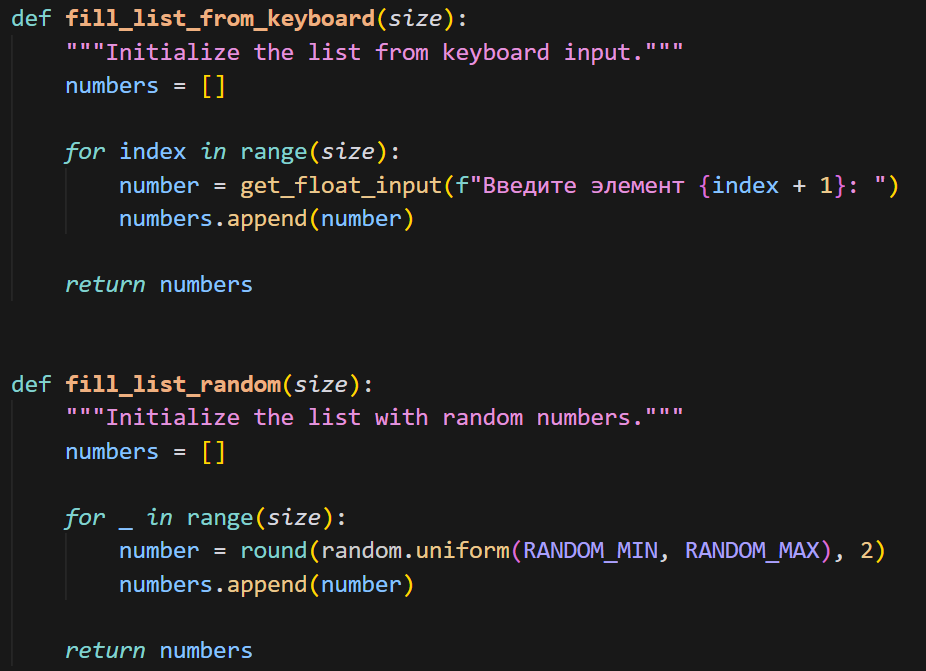 def fill_list_from_keyboard(size):
    """Initialize the list from keyboard input."""
    numbers = []

    for index in range(size):
        number = get_float_input(f"Введите элемент {index + 1}: ")
        numbers.append(number)

    return numbers


def fill_list_random(size):
    """Initialize the list with random numbers."""
    numbers = []

    for _ in range(size):
        number = round(random.uniform(RANDOM_MIN, RANDOM_MAX), 2)
        numbers.append(number)

    return numbers